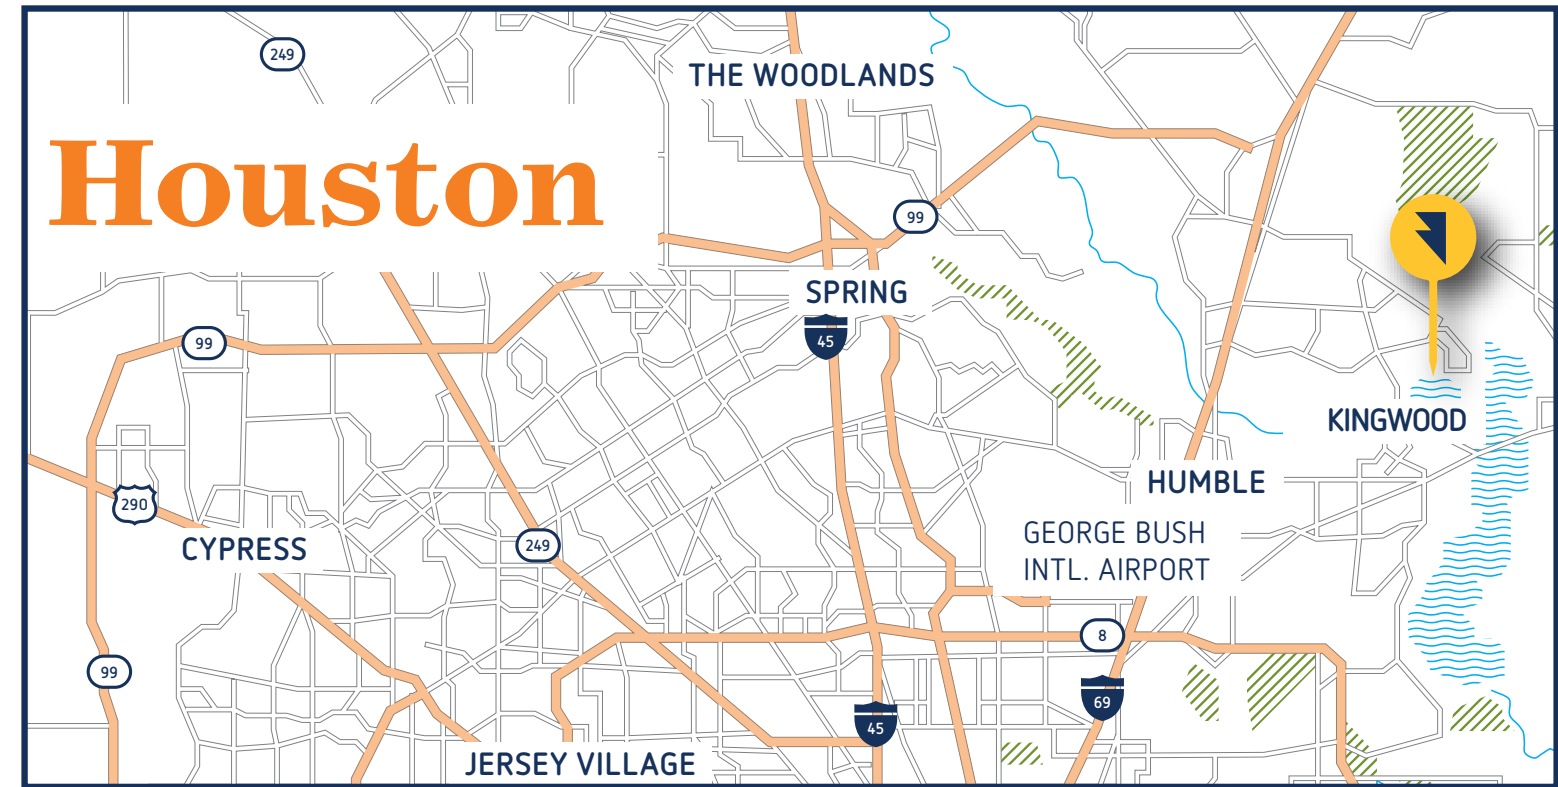 249
THE WOODLANDS
Houston
99
SPRING
45
99
KINGWOOD
HUMBLE
290
GEORGE BUSH
INTL. AIRPORT
CYPRESS
249
8
99
69
45
JERSEY VILLAGE